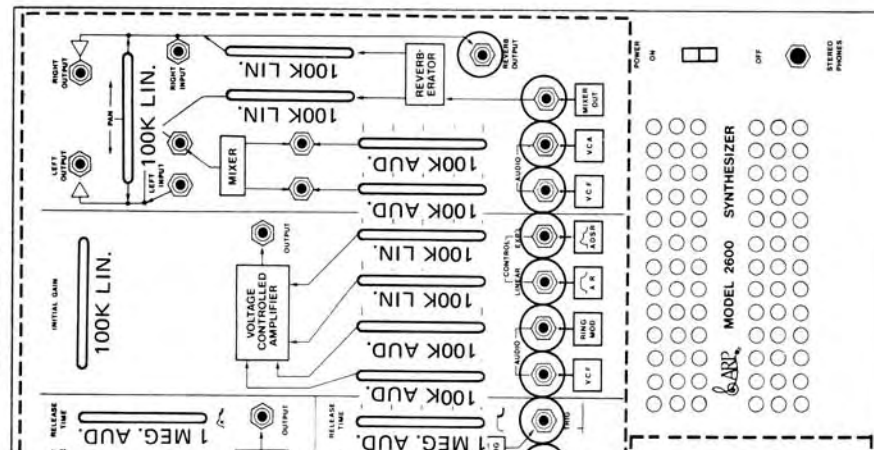 RIGHT OUTPUT
PAN
100K LIN.
RIGHT INPUT
100K LIN.
100K LIN.
REVERB-
ERATOR
REVERB OUTPUT
MIXER OUT
LEFT OUTPUT
LEFT INPUT
MIXER
100K AUD.
100K AUD.
AUDIO
VCA
VCF
INITIAL GAIN
100K LIN.
VOLTAGE
CONTROLLED
AMPLIFIER
OUTPUT
100K LIN.
100K LIN.
100K AUD.
100K AUD.
CONTROL
EXP'L
LINEAR
ADSR
AR
AUDIO
RING
MOD
VCF
RELEASE
TIME
1 MEG. AUD.
OUTPUT
RELEASE
TIME
1 MEG. AUD.
TRIG
POWER
ON
OFF
STEREO
PHONES
ARP
MODEL 2600 SYNTHESIZER